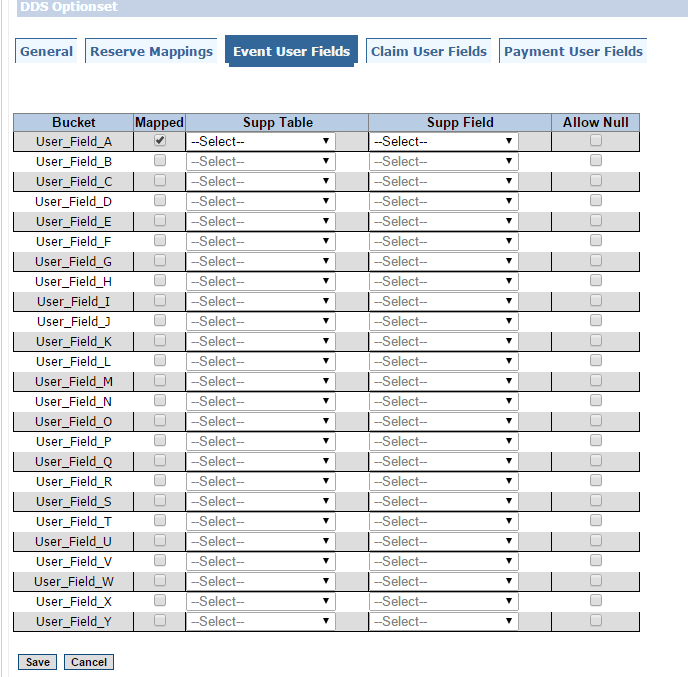 DDS Optionset
General Reserve Mappings Event User Fields Claim User Fields Payment User Fields
Bucket Mapped Supp Table Supp Field Allow Null
User_Field_A --Select-- --Select--
User_Field_B --Select-- --Select--
User_Field_C --Select-- --Select--
User_Field_D --Select-- --Select--
User_Field_E --Select-- --Select--
User_Field_F --Select-- --Select--
User_Field_G --Select-- --Select--
User_Field_H --Select-- --Select--
User_Field_I --Select-- --Select--
User_Field_J --Select-- --Select--
User_Field_K --Select-- --Select--
User_Field_L --Select-- --Select--
User_Field_M --Select-- --Select--
User_Field_N --Select-- --Select--
User_Field_O --Select-- --Select--
User_Field_P --Select-- --Select--
User_Field_Q --Select-- --Select--
User_Field_R --Select-- --Select--
User_Field_S --Select-- --Select--
User_Field_T --Select-- --Select--
User_Field_U --Select-- --Select--
User_Field_V --Select-- --Select--
User_Field_W --Select-- --Select--
User_Field_X --Select-- --Select--
User_Field_Y --Select-- --Select--
Save Cancel